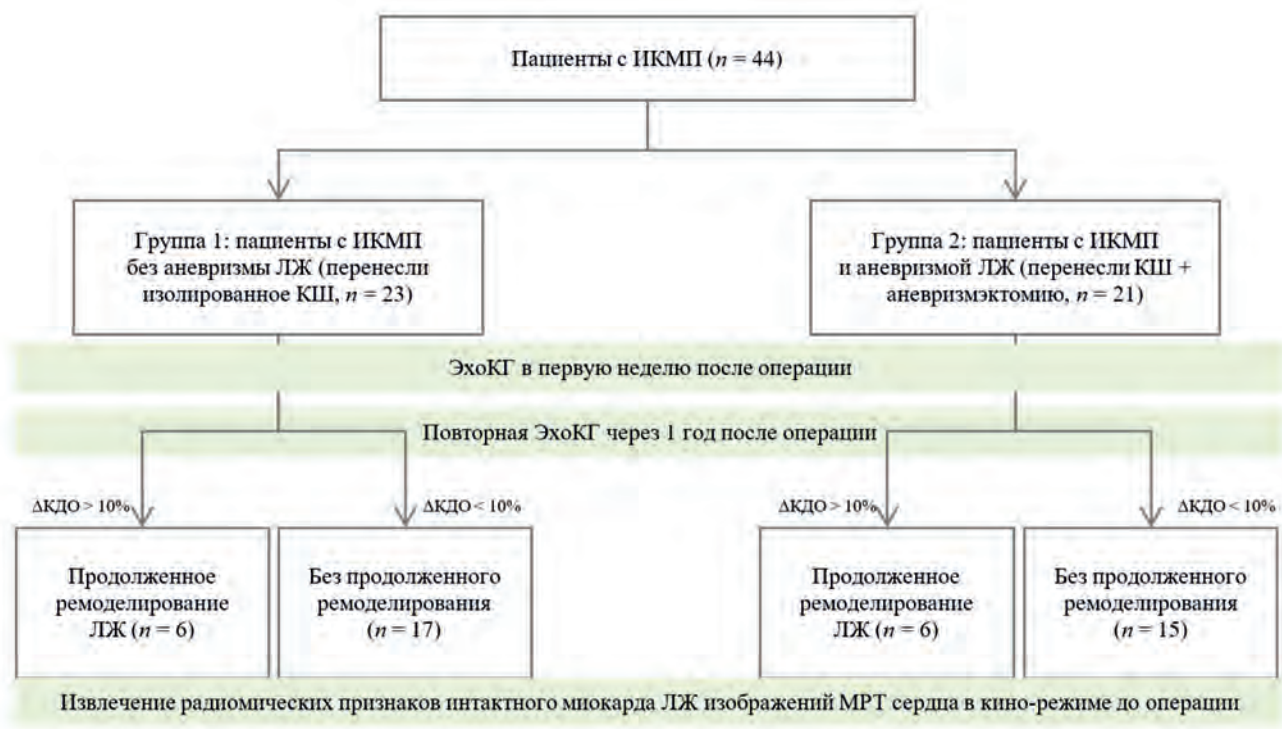 Пациенты с ИКМП (n = 44)
Группа 1: пациенты с ИКМП
без аневризмы ЛЖ (перенесли
изолированное КШ, n = 23)
Группа 2: пациенты с ИКМП
и аневризмой ЛЖ (перенесли КШ +
аневризмэктомию, n = 21)
ЭхоКГ в первую неделю после операции
Повторная ЭхоКГ через 1 год после операции
ΔКДО > 10%
ΔКДО < 10%
ΔКДО > 10%
ΔКДО < 10%
Продолженное
ремоделирование
ЛЖ (n = 6)
Без продолженного
ремоделирования
(n = 17)
Продолженное
ремоделирование
ЛЖ (n = 6)
Без продолженного
ремоделирования
(n = 15)
Извлечение радиомических признаков интактного миокарда ЛЖ изображений МРТ сердца в кино-режиме до операции